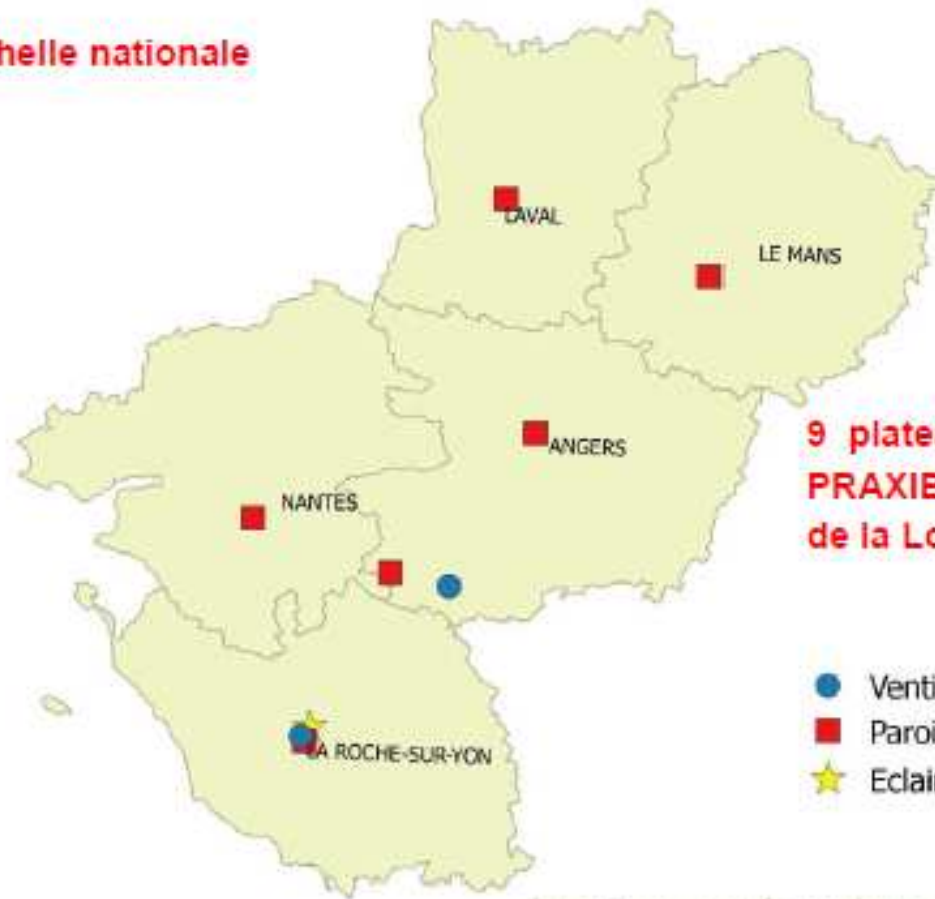 helle nationale
LAVAL
LE MANS
ANGERS
NANTES
9 plate
PRAXIB
de la Lo
LA ROCHE-SUR-YON
Venti
Paroi
Eclair